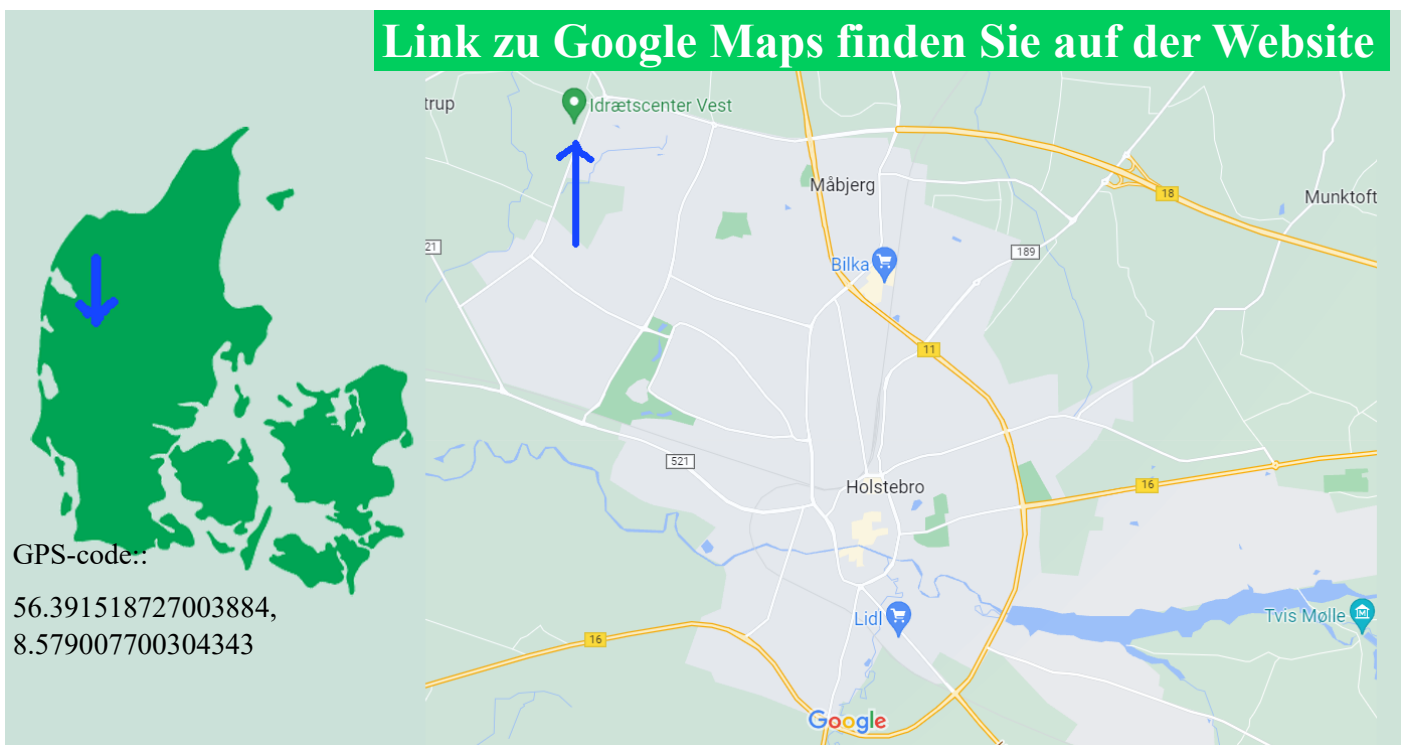 Link zu Google Maps finden Sie auf der Website
trup
Idrætscenter Vest
Måbjerg
18
Munktoft
21
189
Bilka
11
521
Holstebro
16
GPS-code::
56.391518727003884,
8.579007700304343
Lidl
Tvis Mølle
16
Google